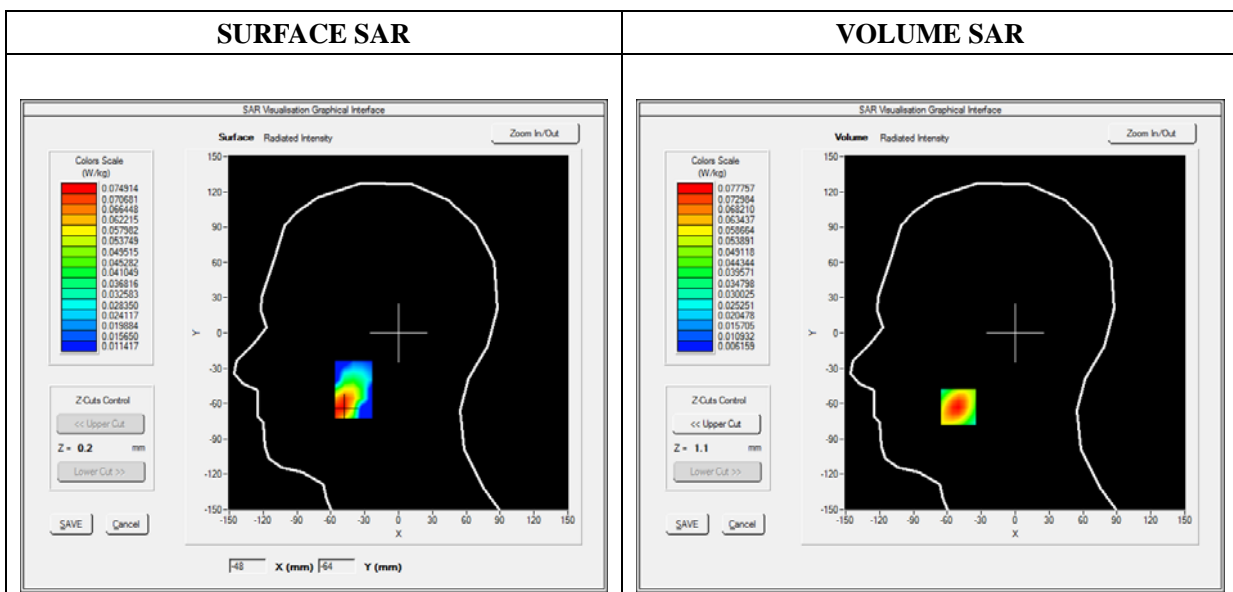 SURFACE SAR
VOLUME SAR
SAR Visualisation Graphical Interface
Surface Radiated Intensity
Zoom In/Out
Colors Scale
(W/kg)
0.074914
0.070681
0.066448
0.062215
0.057982
0.053749
0.049515
0.045282
0.041049
0.036816
0.032583
0.028350
0.024117
0.019884
0.015650
0.011417
Z-Cuts Control
<< Upper Cut
Z = 0.2 mm
Lower Cut >>
SAVE Cancel
150
120
90
60
30
Y 0
-30
-60
-90
-120
-150
-150 -120 -90 -60 -30 0 30 60 90 120 150
X
-48 X (mm) -64 Y (mm)
SAR Visualisation Graphical Interface
Volume Radiated Intensity
Zoom In/Out
Colors Scale
(W/kg)
0.077757
0.072984
0.068210
0.063437
0.058664
0.053891
0.049118
0.044344
0.039571
0.034798
0.030025
0.025251
0.020478
0.015705
0.010932
0.006159
Z-Cuts Control
<< Upper Cut
Z = 1.1 mm
Lower Cut >>
SAVE Cancel
150
120
90
60
30
Y 0
-30
-60
-90
-120
-150
-150 -120 -90 -60 -30 0 30 60 90 120 150
X